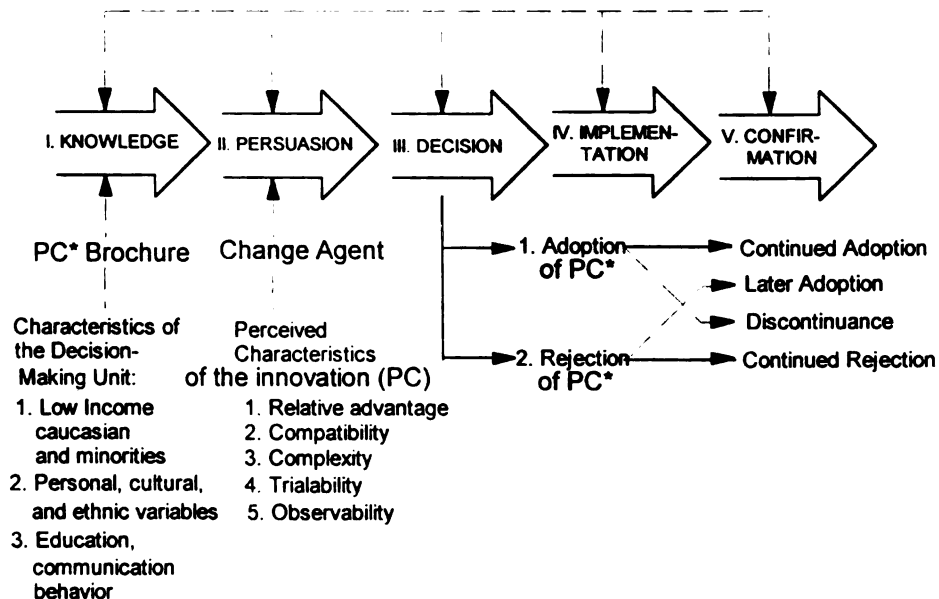 I. KNOWLEDGE
II. PERSUASION
III. DECISION
IV. IMPLEMEN-
TATION
V. CONFIR-
MATION
PC* Brochure
Change Agent
1. Adoption
of PC*
Continued Adoption
Later Adoption
Discontinuance
2. Rejection
of PC*
Continued Rejection
Characteristics of
the Decision-
Making Unit:
1. Low Income
caucasian
and minorities
2. Personal, cultural,
and ethnic variables
3. Education,
communication
behavior
Perceived
Characteristics
of the innovation (PC)
1. Relative advantage
2. Compatibility
3. Complexity
4. Trialability
5. Observability